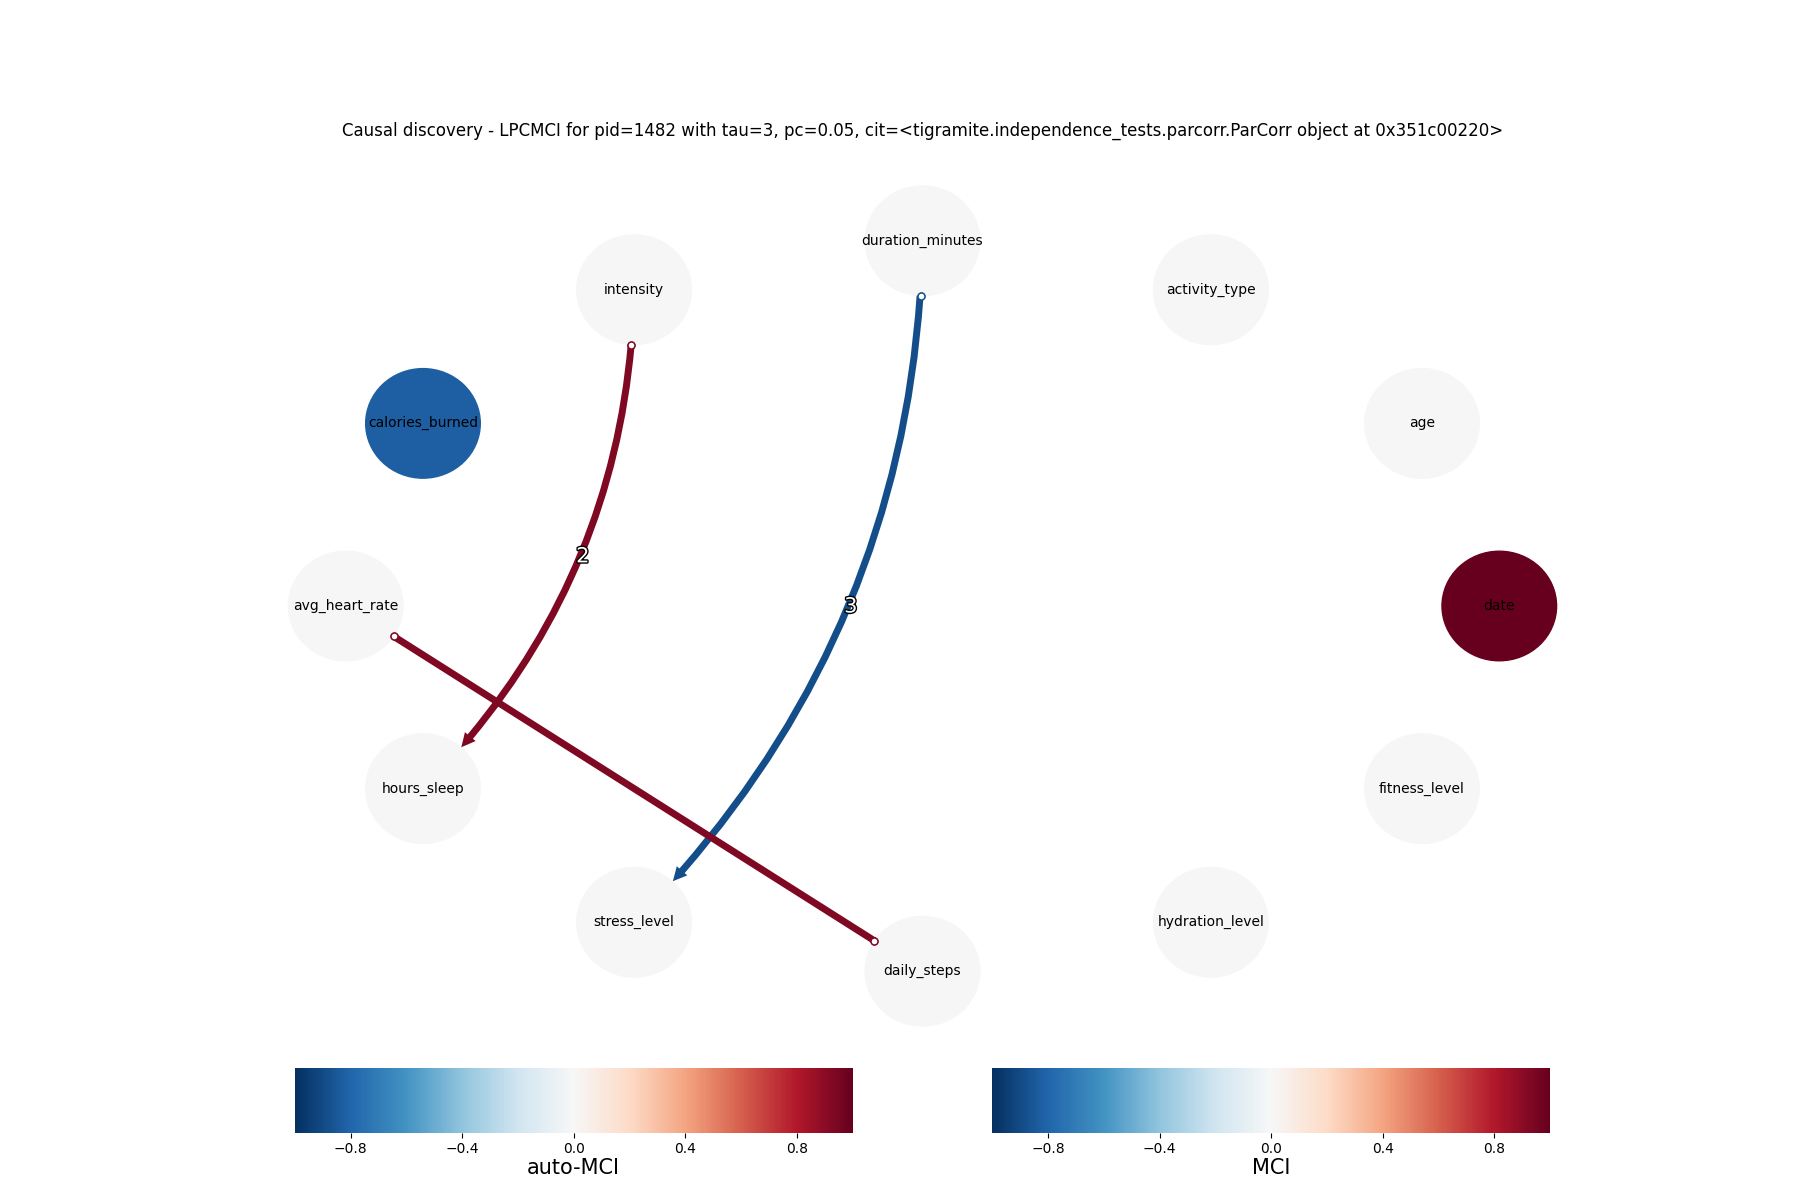 Causal discovery - LPCMCI for pid=1482 with tau=3, pc=0.05, cit=<tigramite.independence_tests.parcorr.ParCorr object at 0x351c00220>
duration_minutes
intensity
activity_type
calories_burned
age
2
3
avg_heart_rate
date
hours_sleep
fitness_level
stress_level
hydration_level
daily_steps
−0.8 −0.4 0.0 0.4 0.8
auto-MCI
−0.8 −0.4 0.0 0.4 0.8
MCI